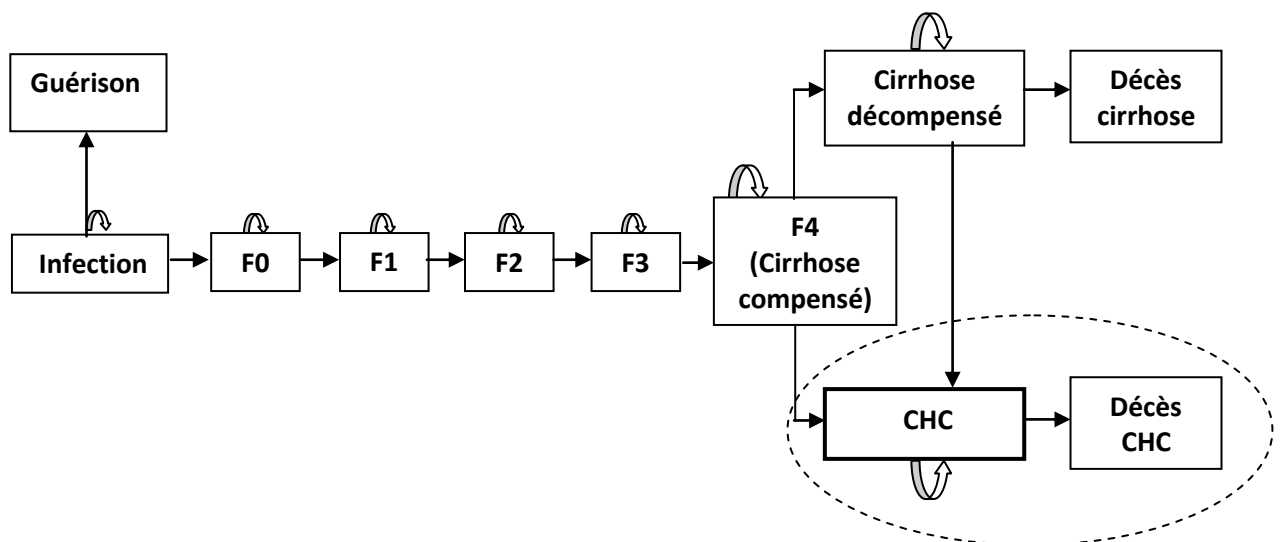 Guérison
Cirrhose
décompensé
Décès
cirrhose
Infection
F0
F1
F2
F3
F4
(Cirrhose
compensé)
CHC
Décès
CHC